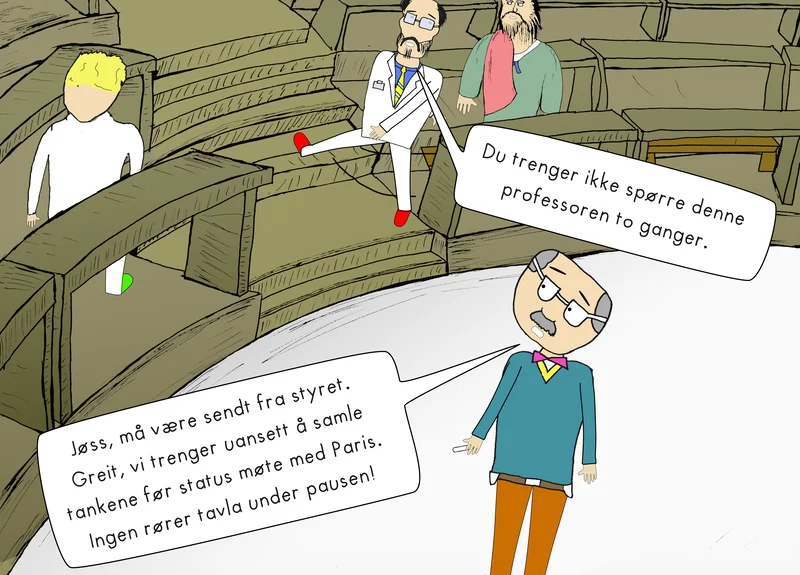 Du trenger ikke spørre denne
professoren to ganger.
Jøss, må være sendt fra styret.
Greit, vi trenger uansett å samle
tankene før status møte med Paris.
Ingen rører tavla under pausen!